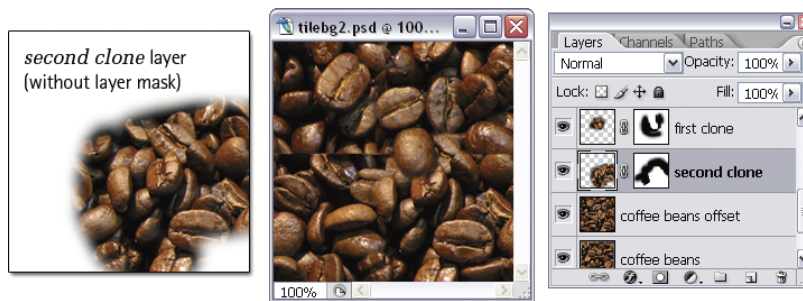 second clone layer
(without layer mask)
tilebg2.psd @ 100...
100%
Layers Channels Paths
Normal Opacity: 100%
Lock: Fill: 100%
first clone
second clone
coffee beans offset
coffee beans